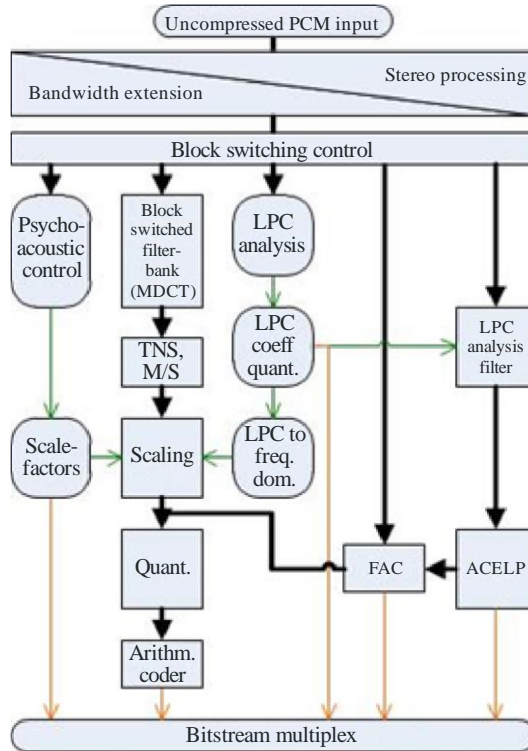 Uncompressed PCM input
Stereo processing
Bandwidth extension
Block switching control
Psycho-
acoustic
control
Block
switched
filter-
bank
(MDCT)
LPC
analysis
LPC
coeff
quant.
LPC
analysis
filter
TNS,
M/S
Scale-
factors
Scaling
LPC to
freq.
dom.
Quant.
FAC
ACELP
Arithm.
coder
Bitstream multiplex